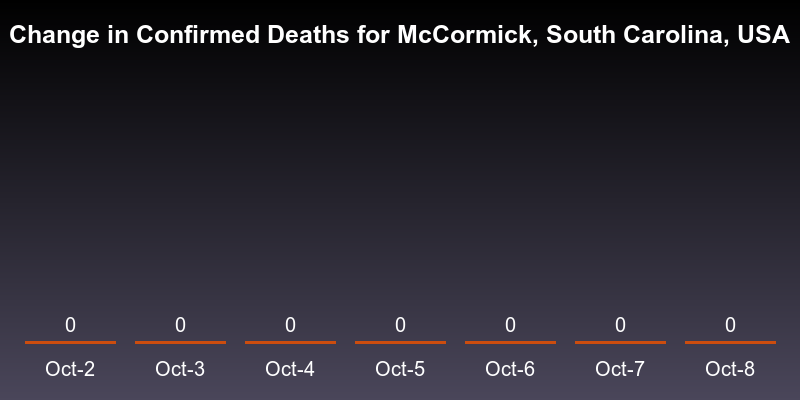 Change in Confirmed Deaths for McCormick, South Carolina, USA
0 0 0 0 0 0 0
Oct-2 Oct-3 Oct-4 Oct-5 Oct-6 Oct-7 Oct-8